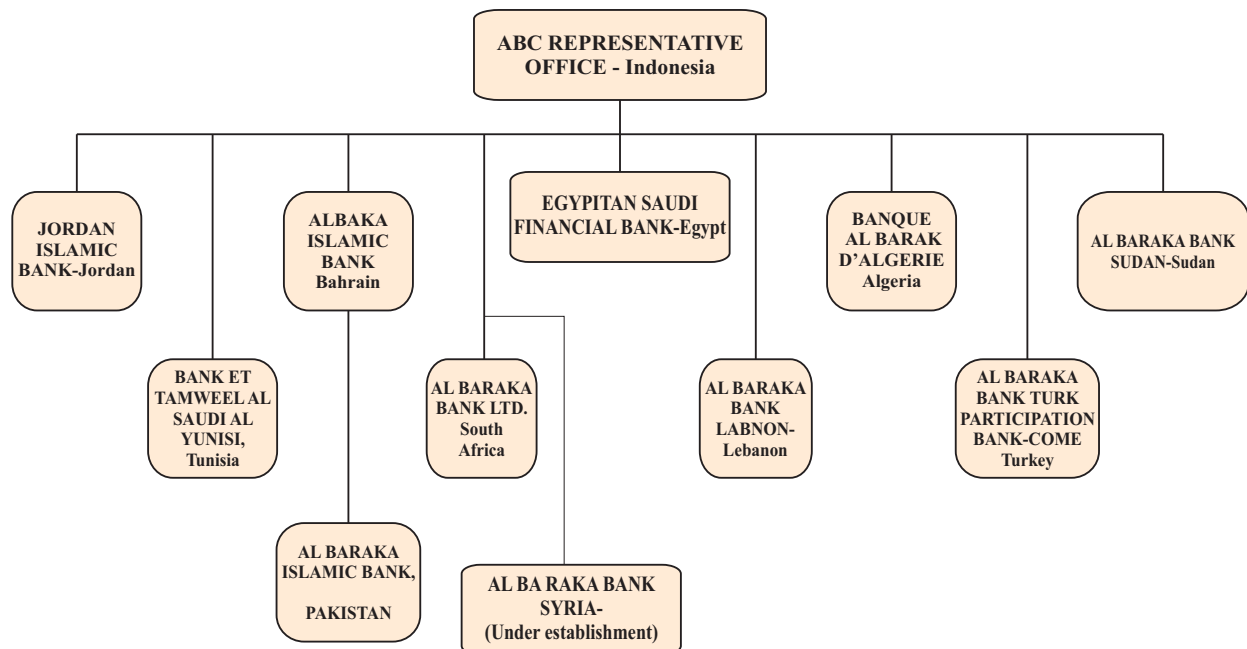 ABC REPRESENTATIVE
OFFICE - Indonesia
JORDAN
ISLAMIC
BANK-Jordan
ALBAKA
ISLAMIC
BANK
Bahrain
EGYPITAN SAUDI
FINANCIAL BANK-Egypt
BANQUE
AL BARAK
D’ALGERIE
Algeria
AL BARAKA BANK
SUDAN-Sudan
BANK ET
TAMWEEL AL
SAUDI AL
YUNISI,
Tunisia
AL BARAKA
BANK LTD.
South
Africa
AL BARAKA
BANK
LABNON-
Lebanon
AL BARAKA
BANK TURK
PARTICIPATION
BANK-COME
Turkey
AL BARAKA
ISLAMIC BANK,
PAKISTAN
AL BA RAKA BANK
SYRIA-
(Under establishment)